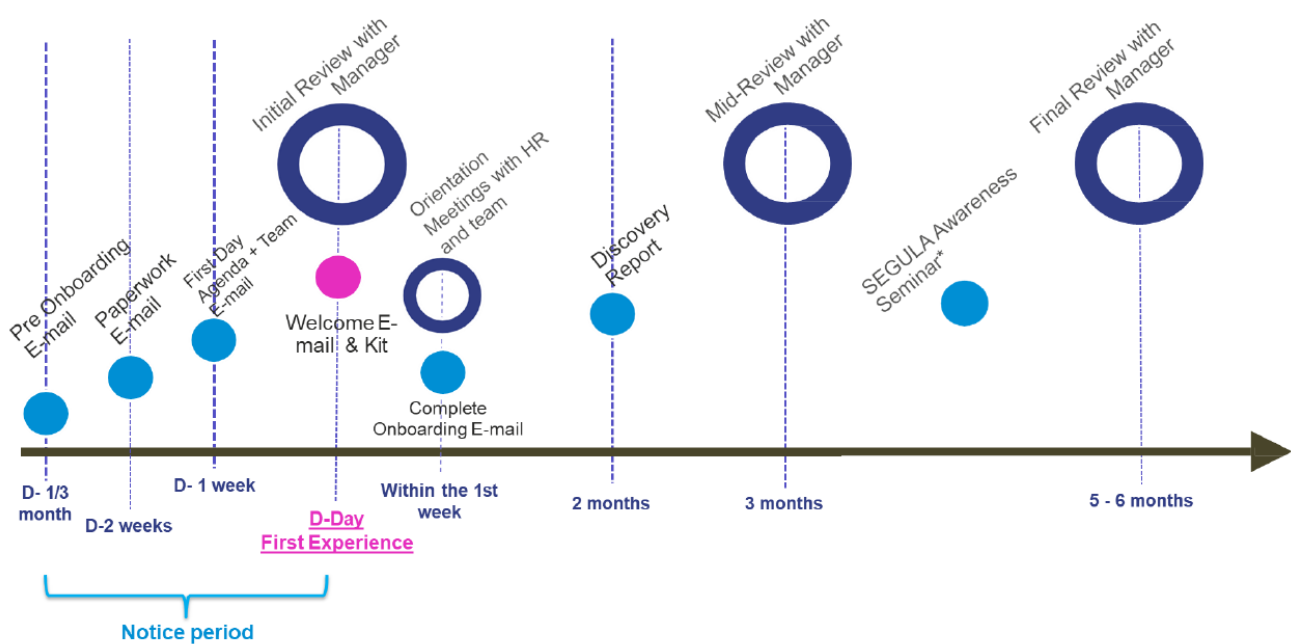 Initial Review with
Manager
Mid-Review with
Manager
Final Review with
Manager
Orientation
Meetings with HR
and team
Pre Onboarding
E-mail
Paperwork
E-mail
First Day
Agenda + Team
E-mail
Welcome E-
mail & Kit
Complete
Onboarding E-mail
Discovery
Report
SEGULA Awareness
Seminar*
D- 1/3
month
D-2 weeks
D- 1 week
D-Day
First Experience
Within the 1st
week
2 months
3 months
5 - 6 months
Notice period